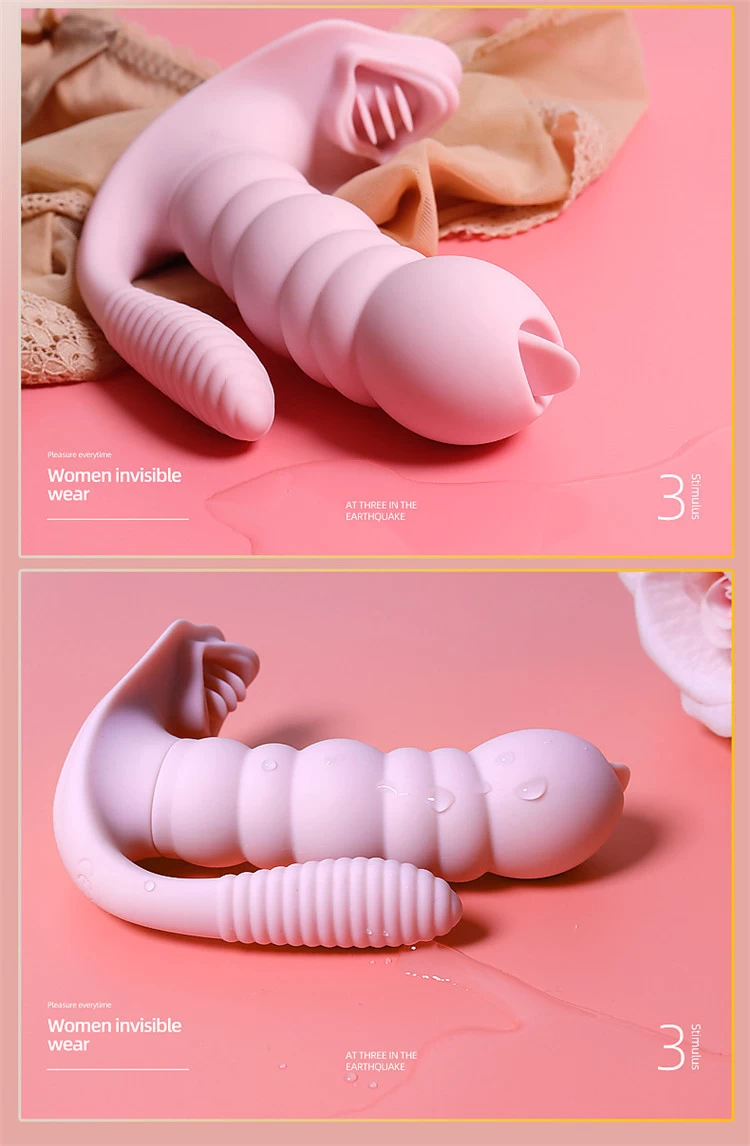 Pleasure everytime
Women invisible
wear
AT THREE IN THE
EARTHQUAKE
3
Stimulus
Pleasure everytime
Women invisible
wear
AT THREE IN THE
EARTHQUAKE
3
Stimulus